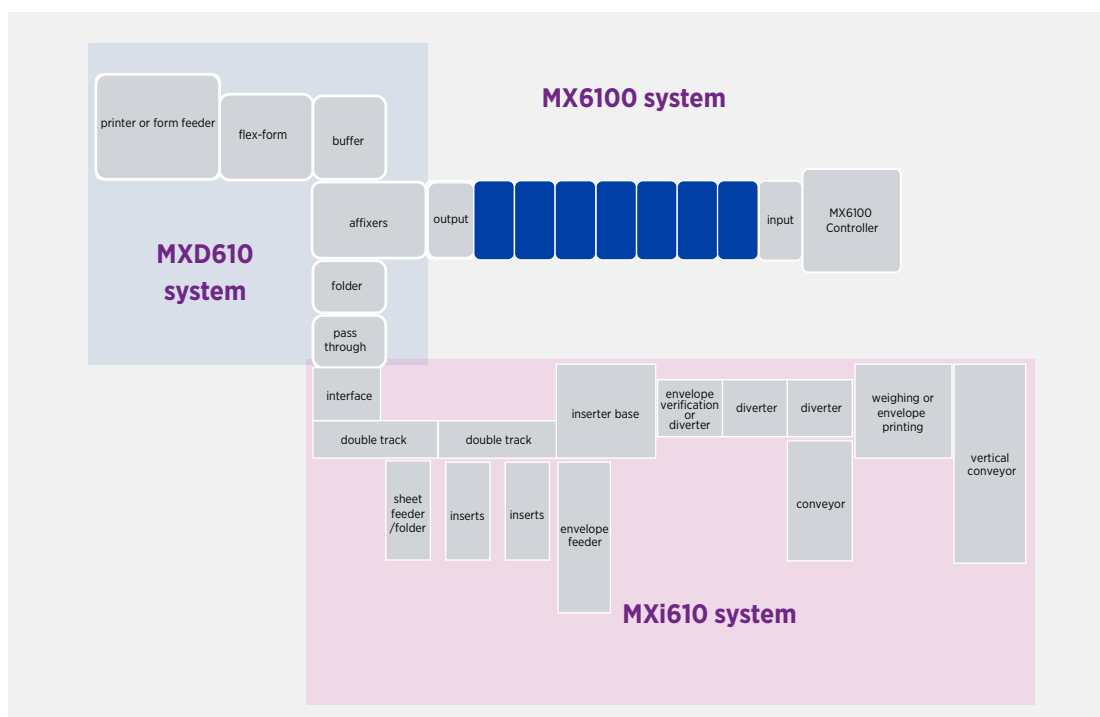 MX6100 system
printer or form feeder
flex-form
buffer
affixers
output
input
MX6100
Controller
MXD610
system
folder
pass
through
interface
double track
double track
inserter base
envelope
verification
or
diverter
diverter
diverter
weighing or
envelope
printing
vertical
conveyor
sheet
feeder
/folder
inserts
inserts
envelope
feeder
conveyor
MXi610 system